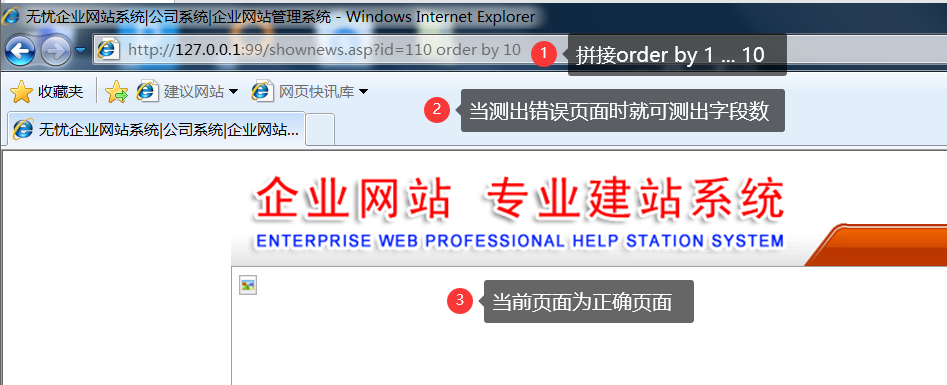 无忧企业网站系统|公司系统|企业网站管理系统 - Windows Internet Explorer
http://127.0.0.1:99/shownews.asp?id=110 order by 10
1 拼接order by 1 ... 10
收藏夹 建议网站 网页快讯库
2 当测出错误页面时就可测出字段数
无忧企业网站系统|公司系统|企业网站...
企业网站 专业建站系统
ENTERPRISE WEB PROFESSIONAL HELP STATION SYSTEM
3 当前页面为正确页面